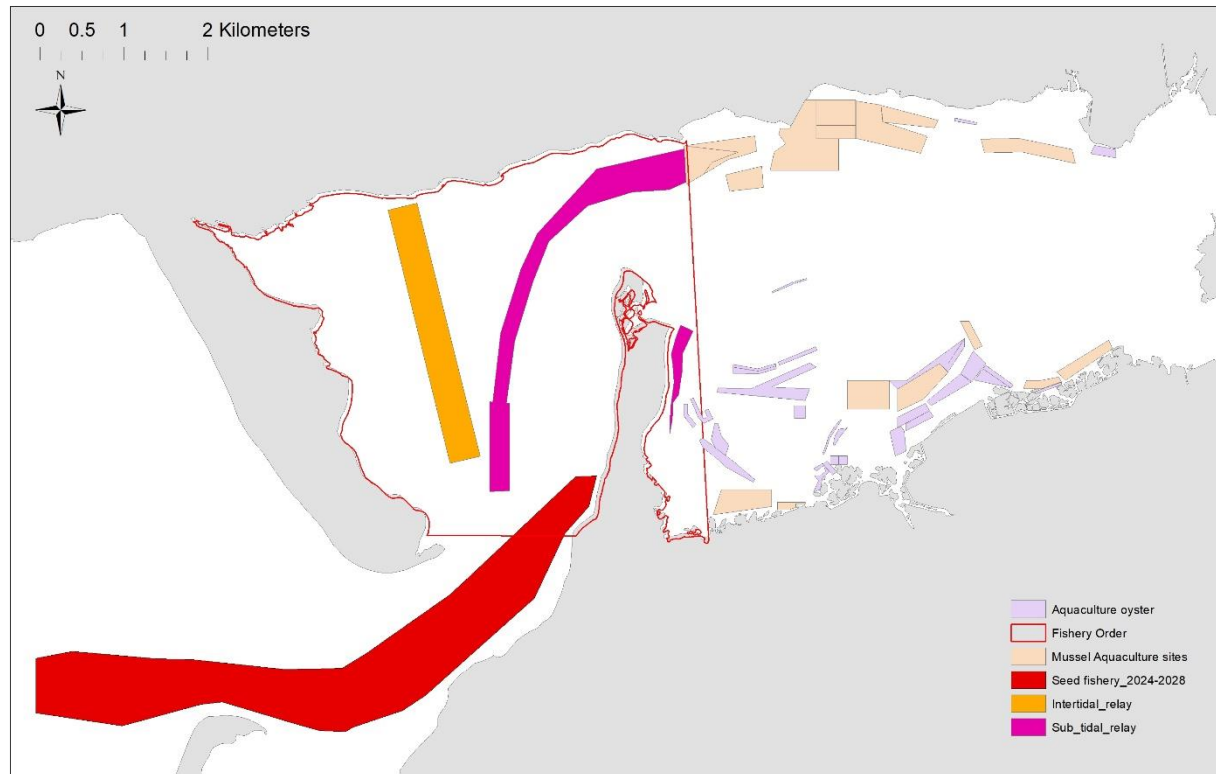 0 0.5 1 2 Kilometers
N
Aquaculture oyster
Fishery Order
Mussel Aquaculture sites
Seed fishery_2024-2028
Intertidal_relay
Sub_tidal_relay